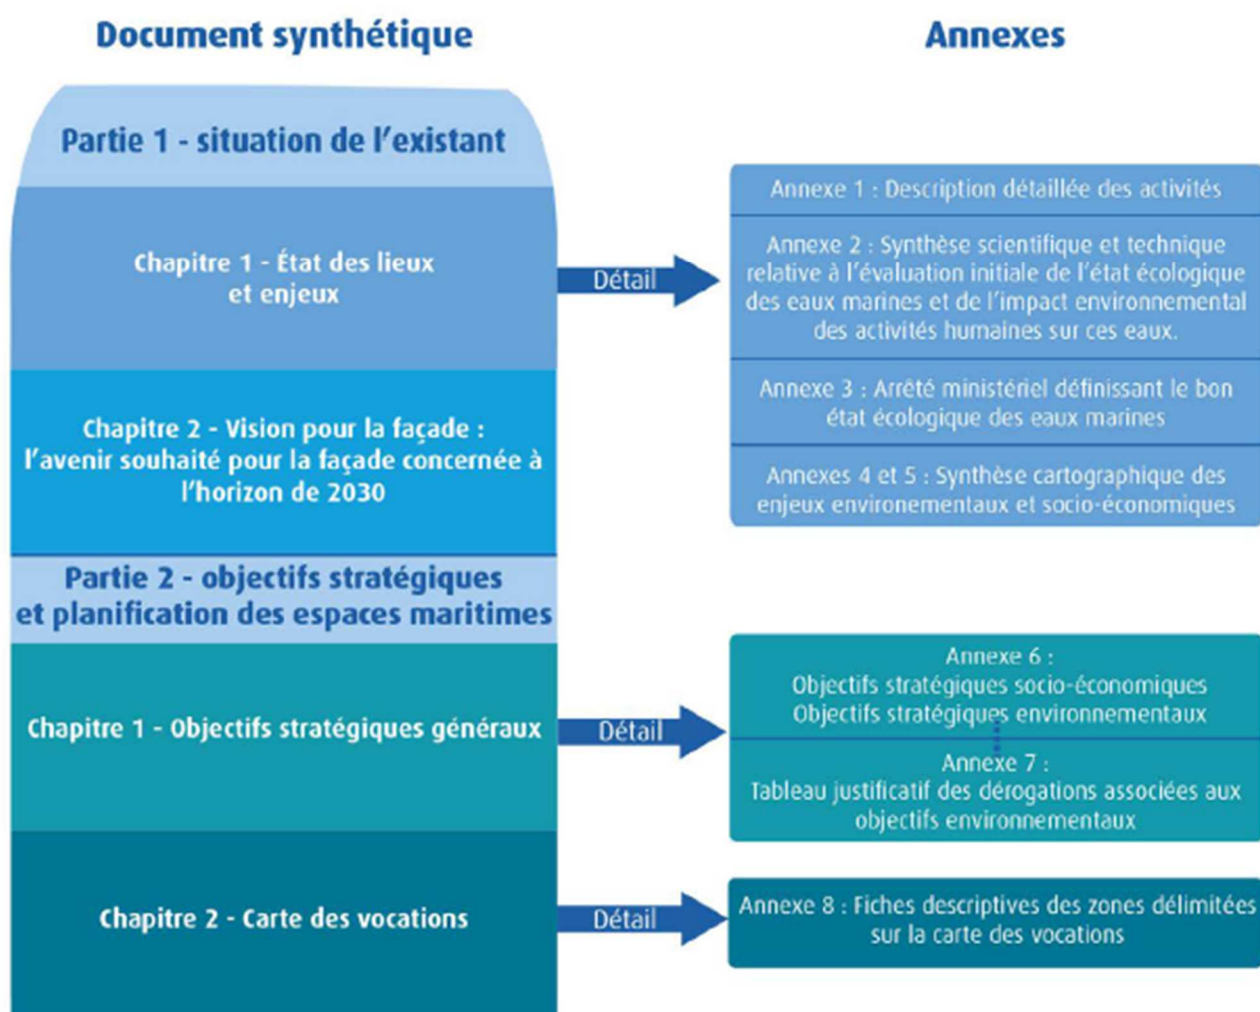 Document synthétique
Partie 1 - situation de l'existant
Chapitre 1 - État des lieux
et enjeux
Chapitre 2 - Vision pour la façade :
l'avenir souhaité pour la façade concernée à
l'horizon de 2030
Partie 2 - objectifs stratégiques
et planification des espaces maritimes
Chapitre 1 - Objectifs stratégiques généraux
Chapitre 2 - Carte des vocations
Détail
Détail
Détail
Annexes
Annexe 1 : Description détaillée des activités
Annexe 2 : Synthèse scientifique et technique
relative à l'évaluation initiale de l'état écologique
des eaux marines et de l'impact environnemental
des activités humaines sur ces eaux.
Annexe 3 : Arrêté ministériel définissant le bon
état écologique des eaux marines
Annexes 4 et 5 : Synthèse cartographique des
enjeux environementaux et socio-économiques
Annexe 6 :
Objectifs stratégiques socio-économiques
Objectifs stratégiques environnementaux
Annexe 7 :
Tableau justificatif des dérogations associées aux
objectifs environnementaux
Annexe 8 : Fiches descriptives des zones délimitées
sur la carte des vocations